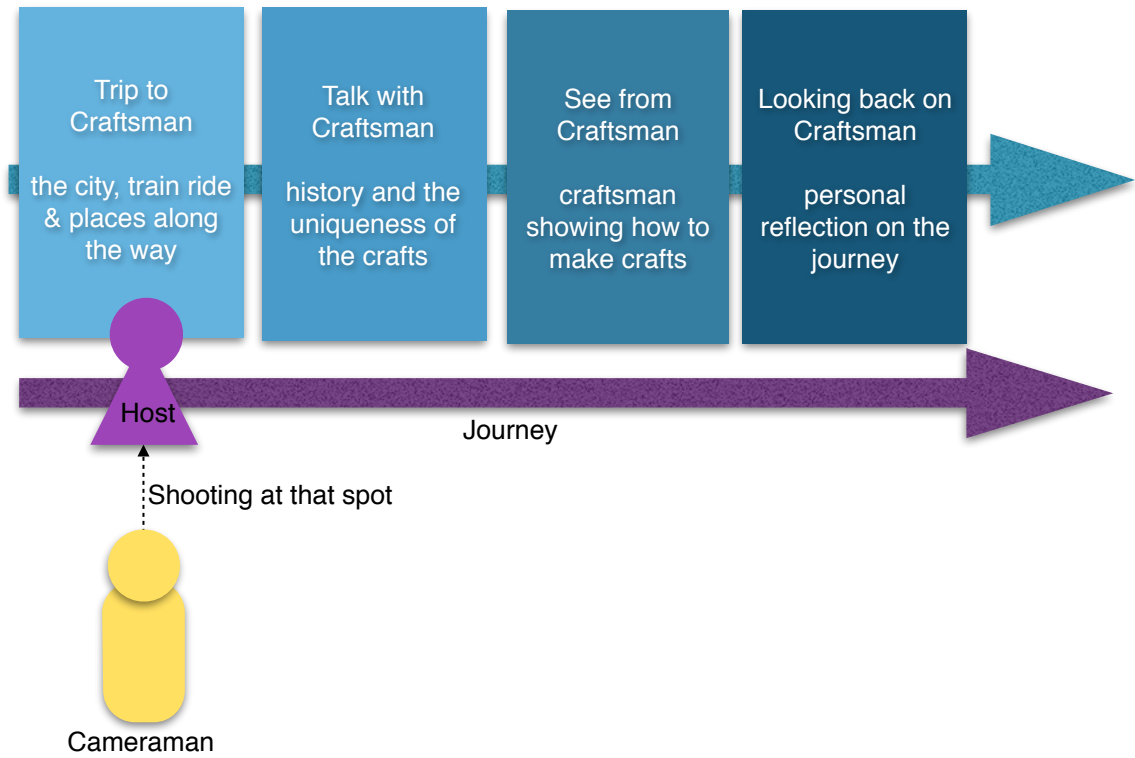 Trip to
Craftsman
the city, train ride
& places along
the way
Talk with
Craftsman
history and the
uniqueness of
the crafts
See from
Craftsman
craftsman
showing how to
make crafts
Looking back on
Craftsman
personal
reflection on the
journey
Host
Journey
Shooting at that spot
Cameraman